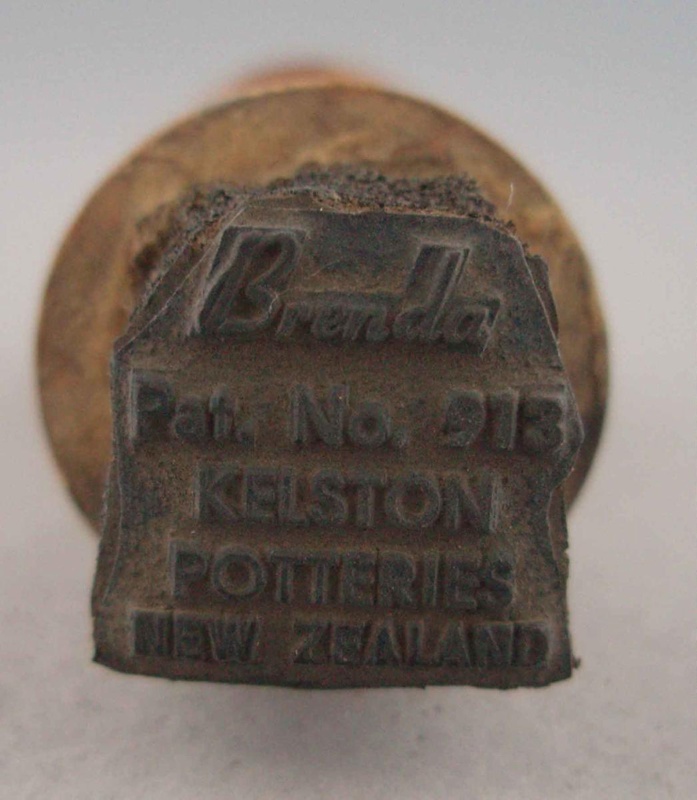 Brenda
Pat. No. 913
KELSTON
POTTERIES
NEW ZEALAND